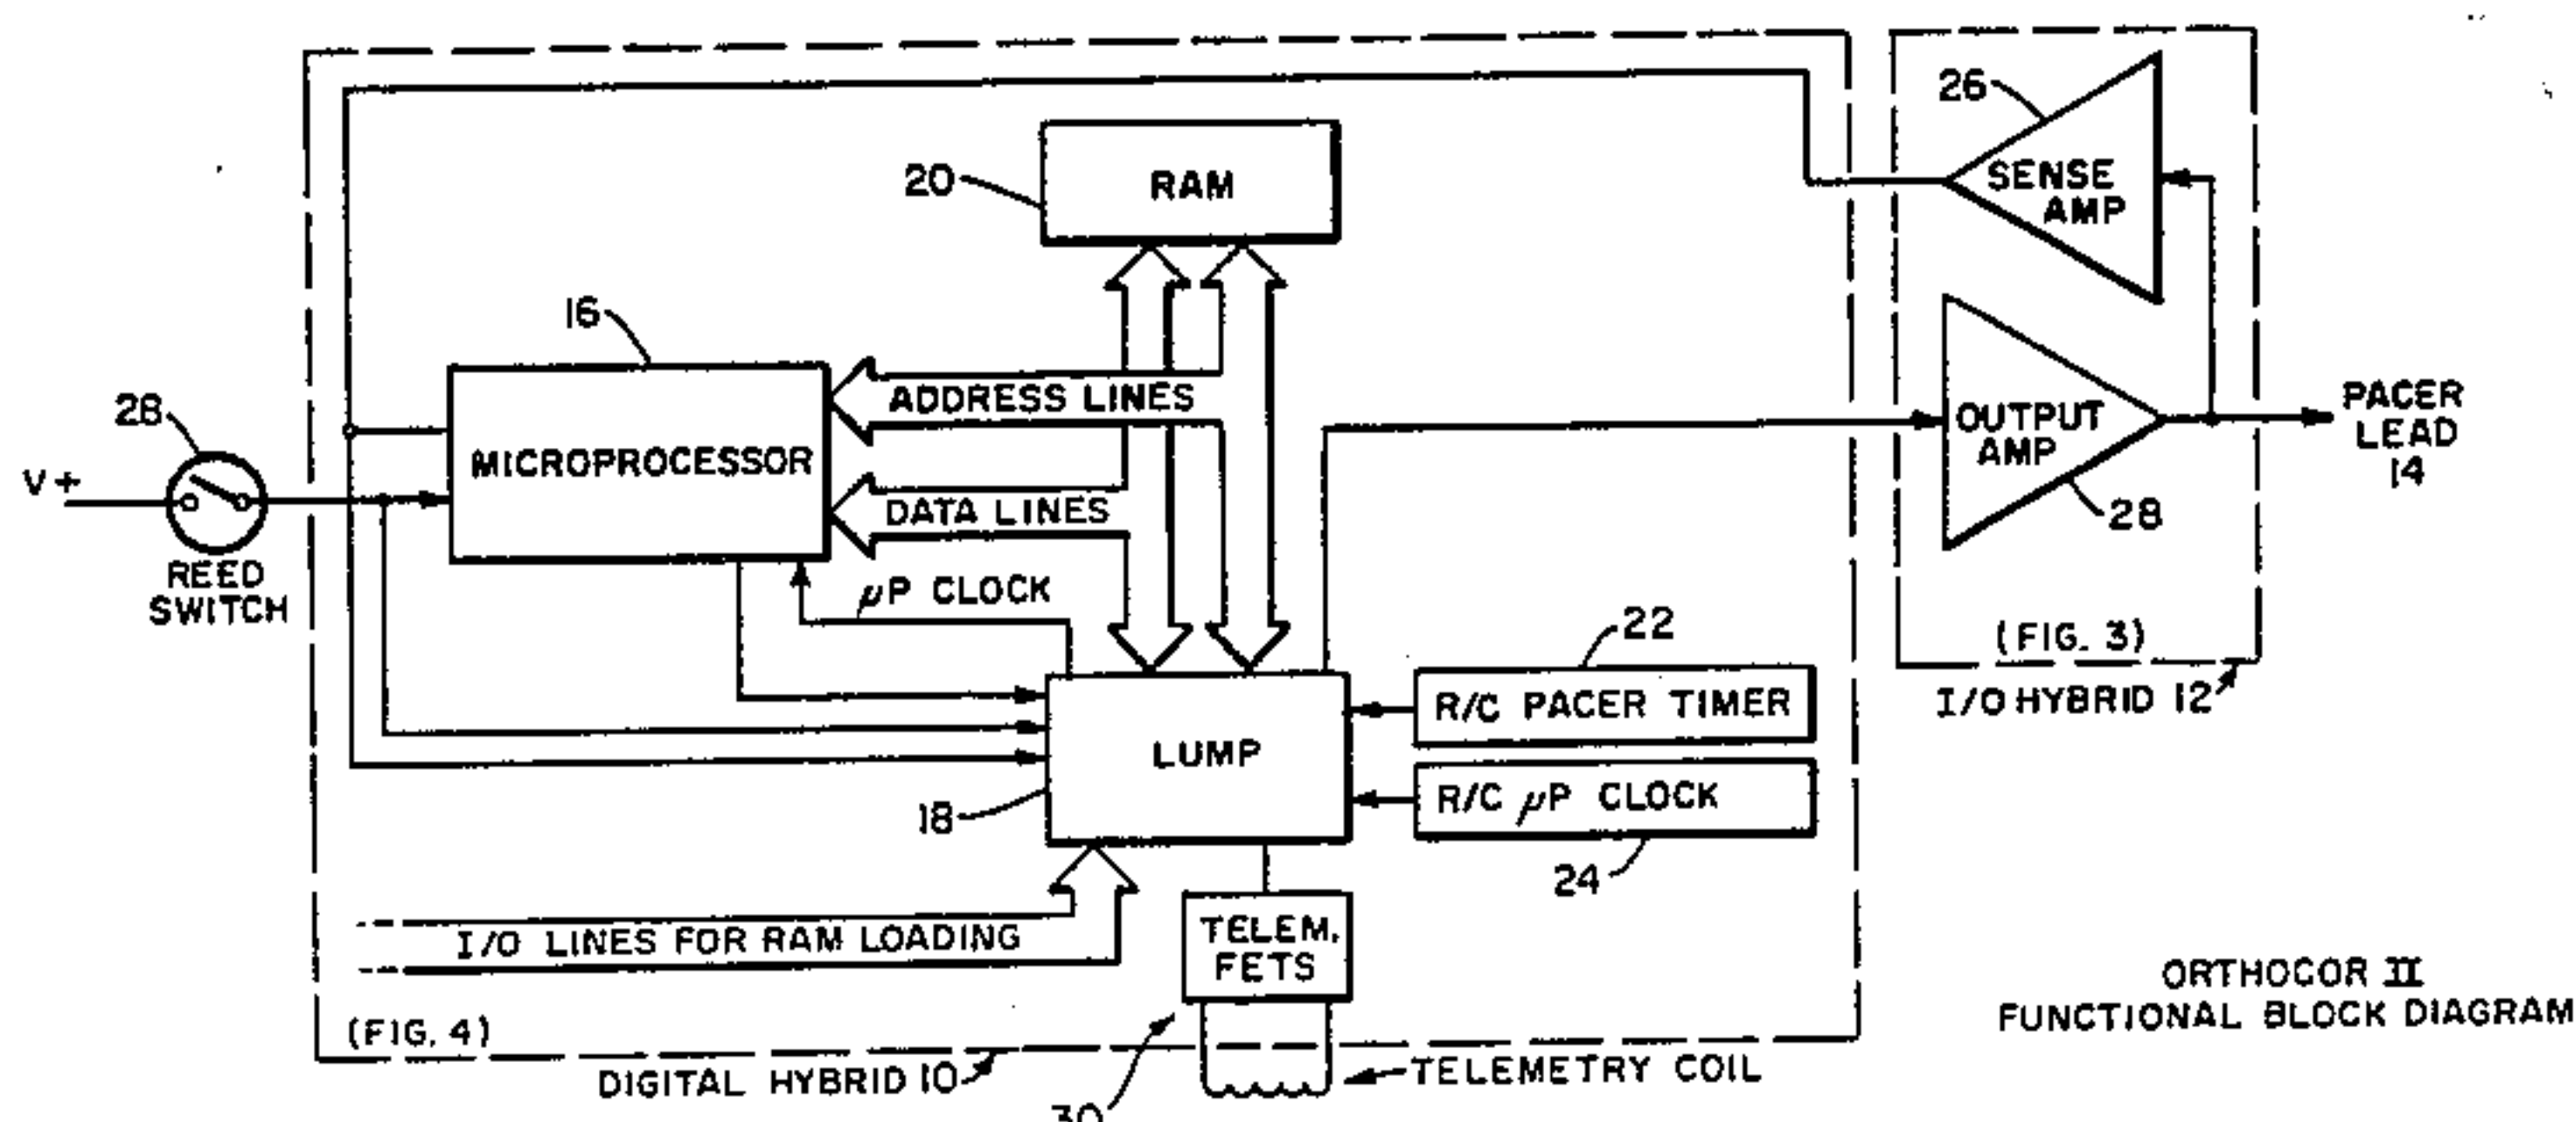 26
SENSE
AMP
20
RAM
16
MICROPROCESSOR
ADDRESS LINES
DATA LINES
28
V+
REED
SWITCH
μP CLOCK
OUTPUT
AMP
28
PACER
LEAD
14
(FIG. 3)
I/O HYBRID 12
22
R/C PACER TIMER
LUMP
18
R/C μP CLOCK
24
I/O LINES FOR RAM LOADING
TELEM.
FETS
(FIG. 4)
DIGITAL HYBRID 10
30
TELEMETRY COIL
ORTHOCOR II
FUNCTIONAL BLOCK DIAGRAM